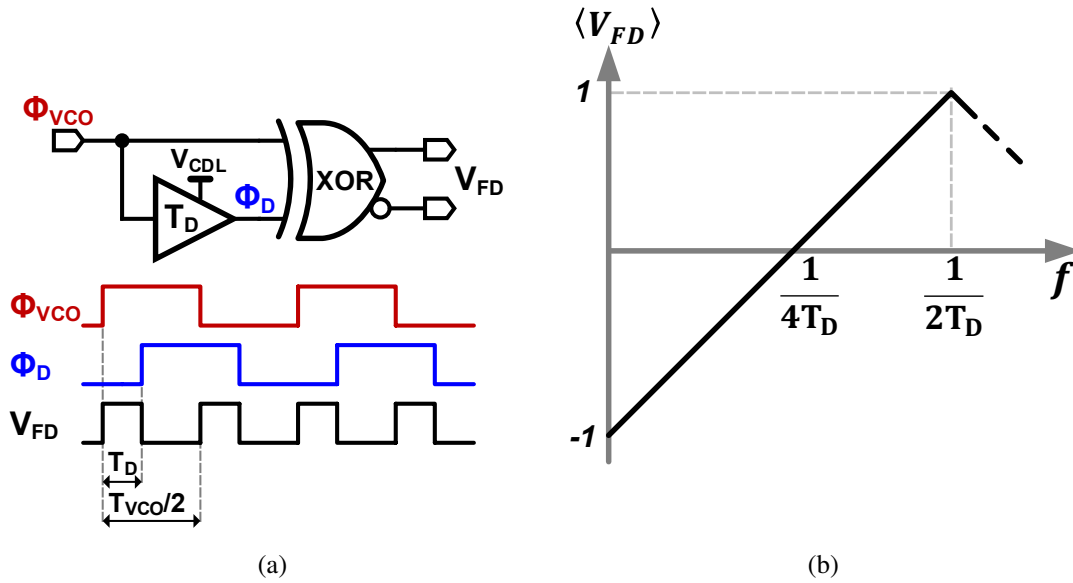 Φ_VCO
V_CDL
T_D
Φ_D
XOR
V_FD
Φ_VCO
Φ_D
V_FD
T_D
T_VCO/2
(a)
⟨V_FD⟩
1
-1
1/4T_D
1/2T_D
f
(b)